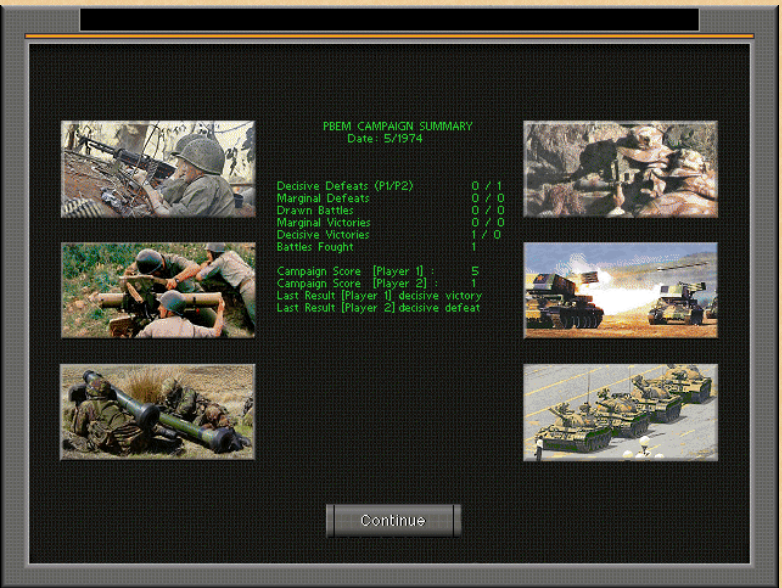 PBEM CAMPAIGN SUMMARY
Date: 5/1974
Decisive Defeats (P1/P2) 0 / 1
Marginal Defeats 0 / 0
Drawn Battles 0 / 0
Marginal Victories 0 / 0
Decisive Victories 1 / 0
Battles Fought 1
Campaign Score [Player 1] : 5
Campaign Score [Player 2] : 1
Last Result [Player 1] decisive victory
Last Result [Player 2] decisive defeat
Continue